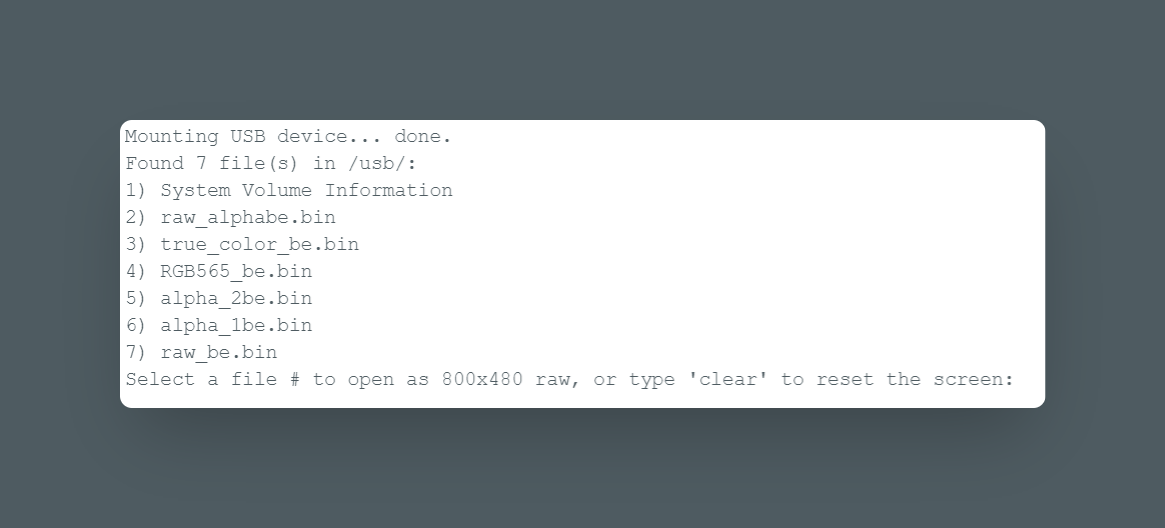 Mounting USB device... done.
Found 7 file(s) in /usb/:
1) System Volume Information
2) raw_alphabe.bin
3) true_color_be.bin
4) RGB565_be.bin
5) alpha_2be.bin
6) alpha_1be.bin
7) raw_be.bin
Select a file # to open as 800x480 raw, or type 'clear' to reset the screen: